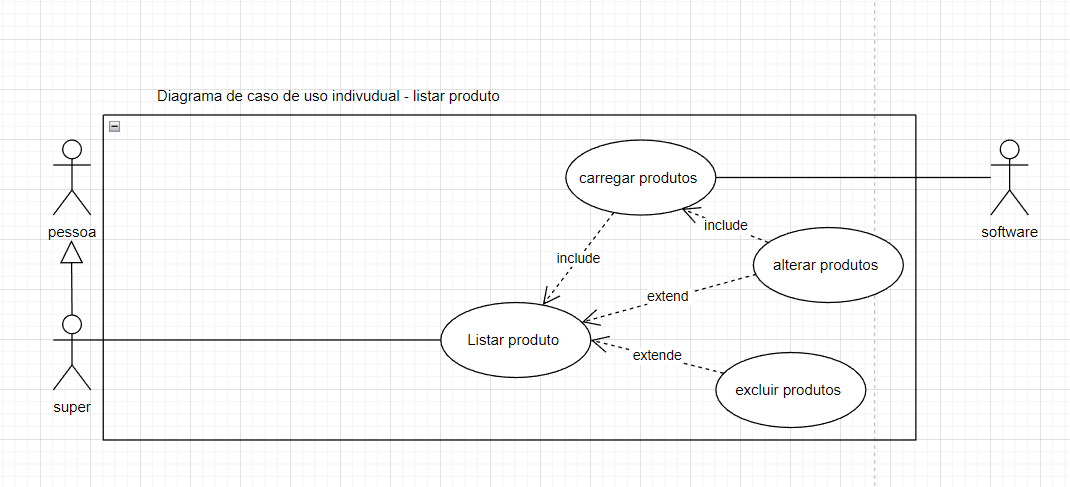 Diagrama de caso de uso indivudual - listar produto
carregar produtos
pessoa
software
include
alterar produtos
include
extend
Listar produto
extende
excluir produtos
super